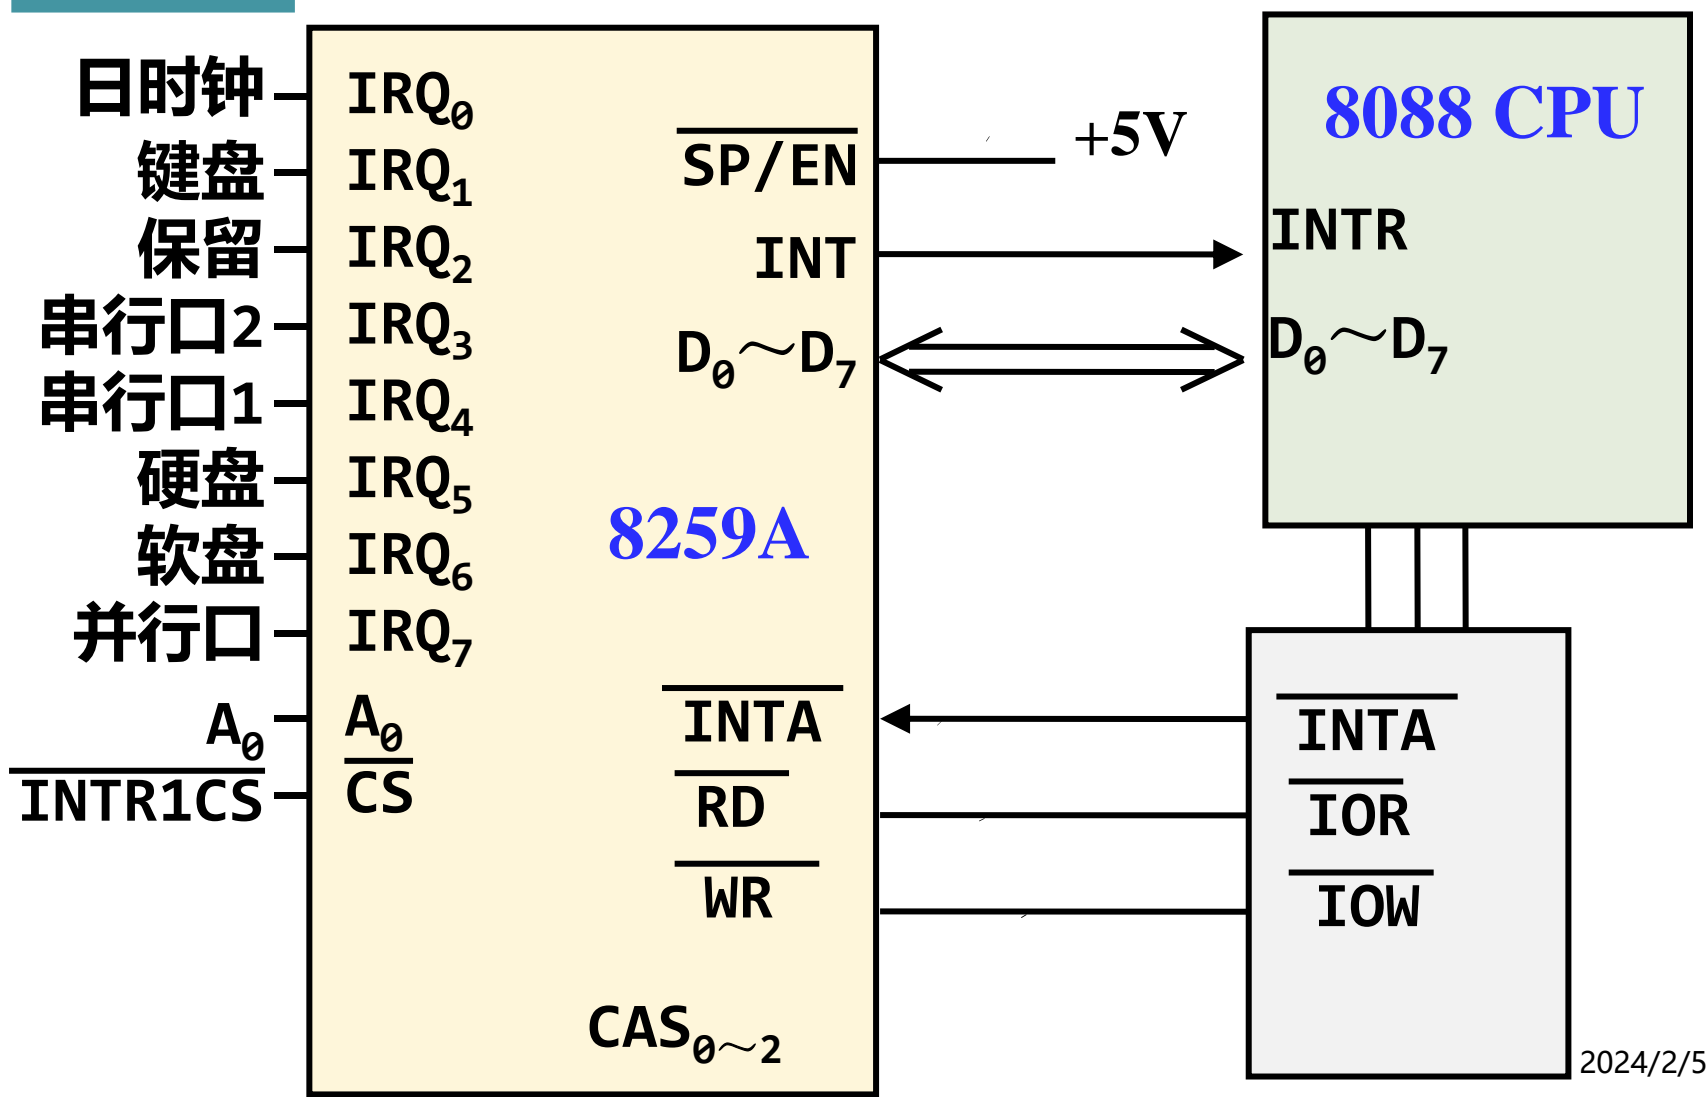 日时钟
键盘
保留
串行口2
串行口1
硬盘
软盘
并行口
A0
INTR1CS
IRQ0
IRQ1
IRQ2
IRQ3
IRQ4
IRQ5
IRQ6
IRQ7
A0
CS
SP/EN
INT
D0～D7
8259A
INTA
RD
WR
CAS0～2
+5V
8088 CPU
INTR
D0～D7
INTA
IOR
IOW
2024/2/5